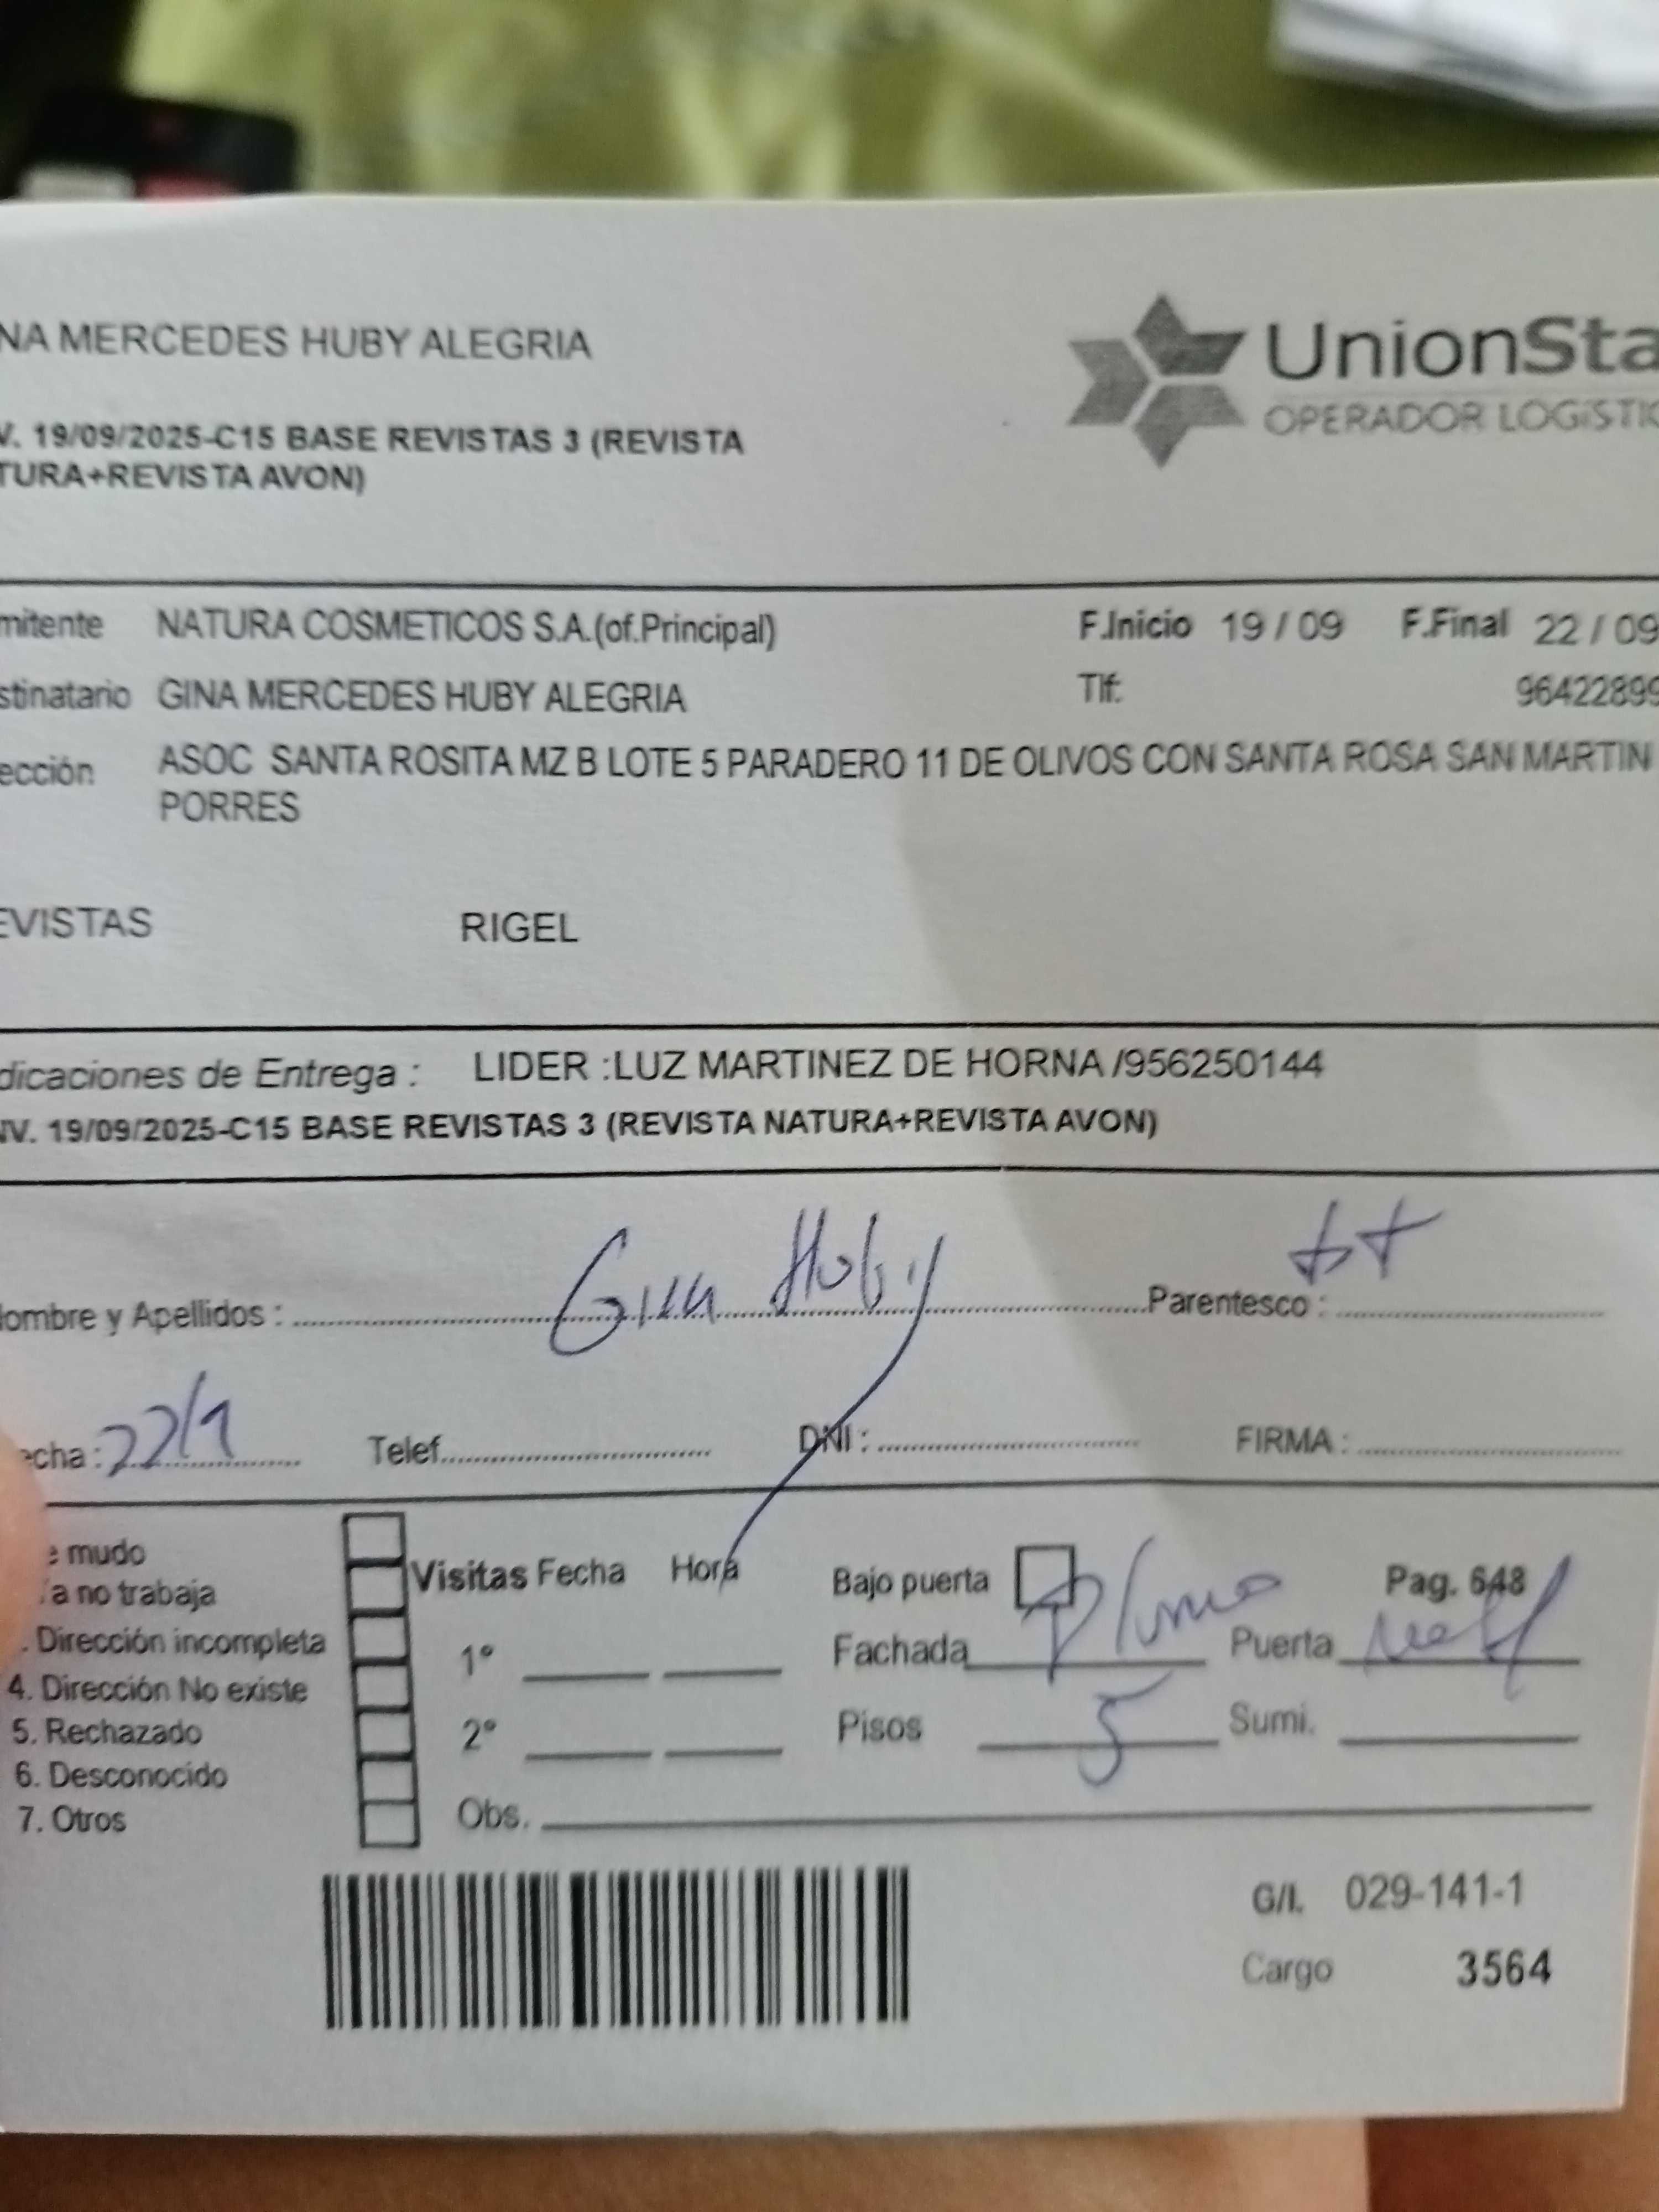 NA MERCEDES HUBY ALEGRIA
UnionSta
OPERADOR LOGÍSTIC
V. 19/09/2025-C15 BASE REVISTAS 3 (REVISTA
TURA+REVISTA AVON)
mitente NATURA COSMETICOS S.A.(of.Principal) F.Inicio 19 / 09 F.Final 22 / 09
stinatario GINA MERCEDES HUBY ALEGRIA Tlf: 96422899
ección ASOC SANTA ROSITA MZ B LOTE 5 PARADERO 11 DE OLIVOS CON SANTA ROSA SAN MARTIN
PORRES
EVISTAS RIGEL
dicaciones de Entrega : LIDER :LUZ MARTINEZ DE HORNA /956250144
NV. 19/09/2025-C15 BASE REVISTAS 3 (REVISTA NATURA+REVISTA AVON)
ombre y Apellidos : Gina Huby Parentesco : tt
echa : 22/9 Telef. DNI : FIRMA :
e mudo
a no trabaja
. Dirección incompleta
4. Dirección No existe
5. Rechazado
6. Desconocido
7. Otros
Visitas Fecha Hora
1°
2°
Obs.
Bajo puerta Pag. 648
Fachada Puerta
Pisos 5 Sumi.
G/I. 029-141-1
Cargo 3564